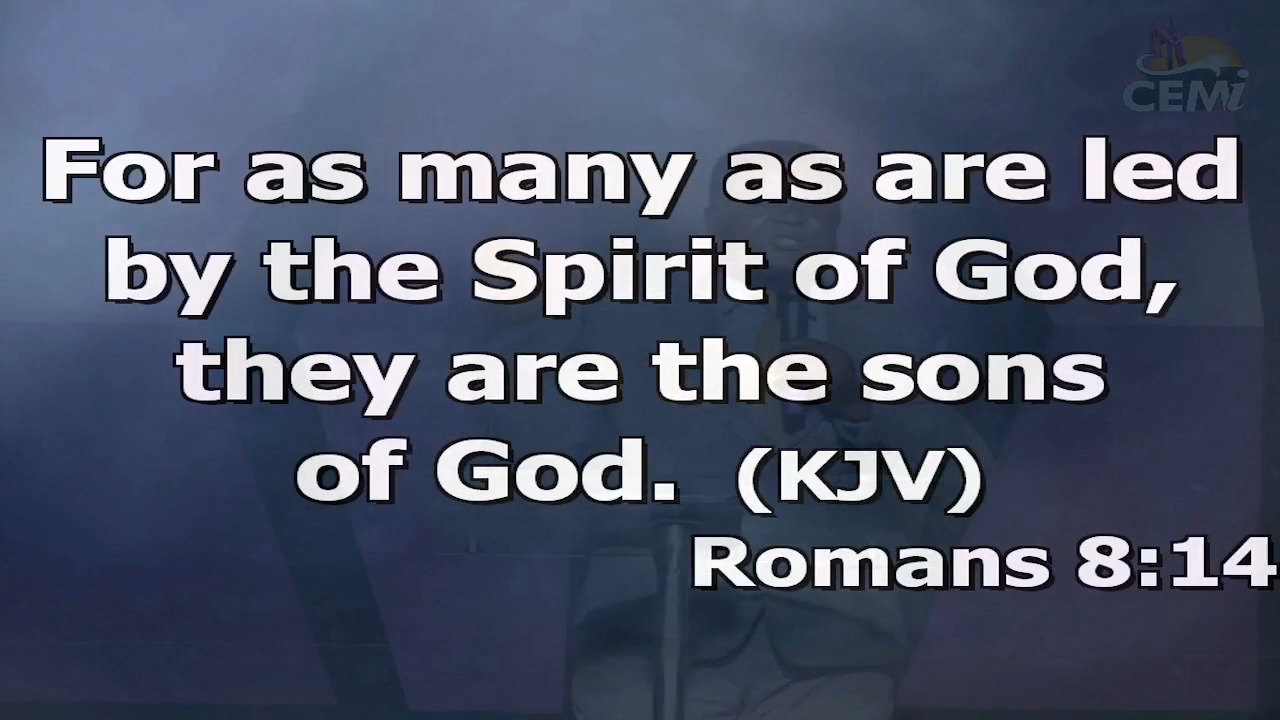 CEMi
For as many as are led
by the Spirit of God,
they are the sons
of God. (KJV)
Romans 8:14